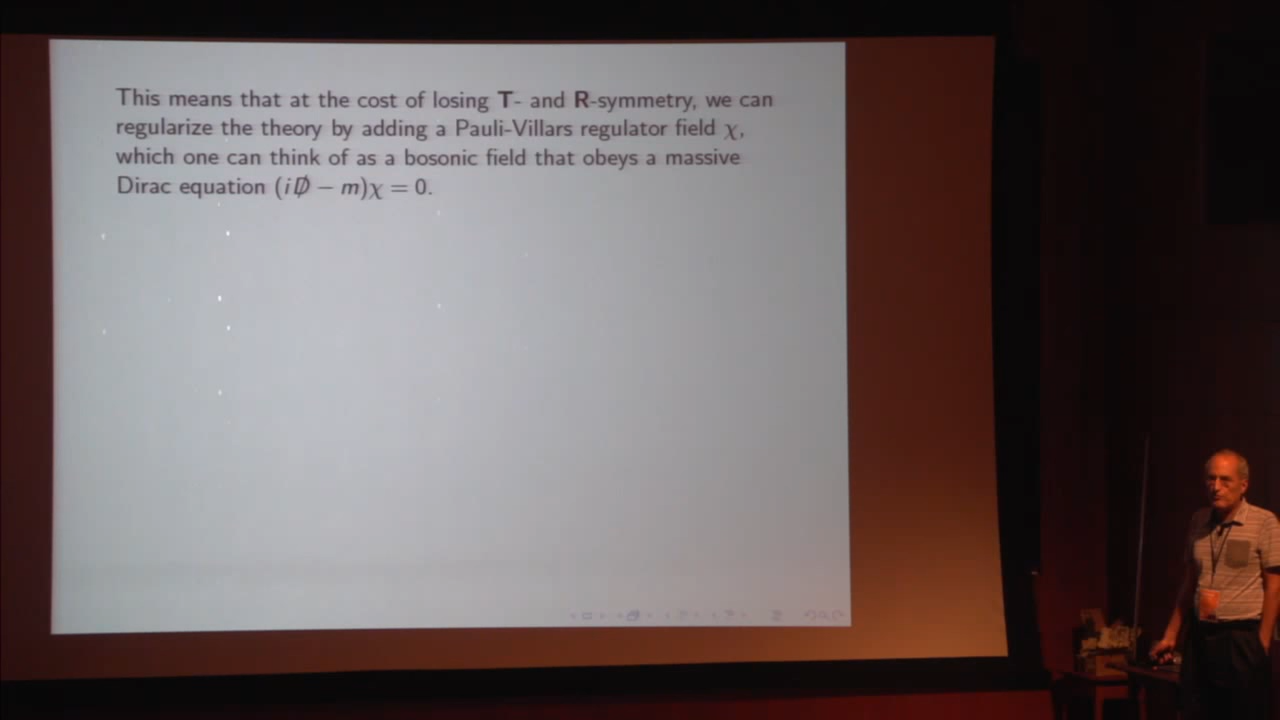 This means that at the cost of losing T- and R-symmetry, we can
regularize the theory by adding a Pauli-Villars regulator field χ,
which one can think of as a bosonic field that obeys a massive
Dirac equation (iD̸ − m)χ = 0.